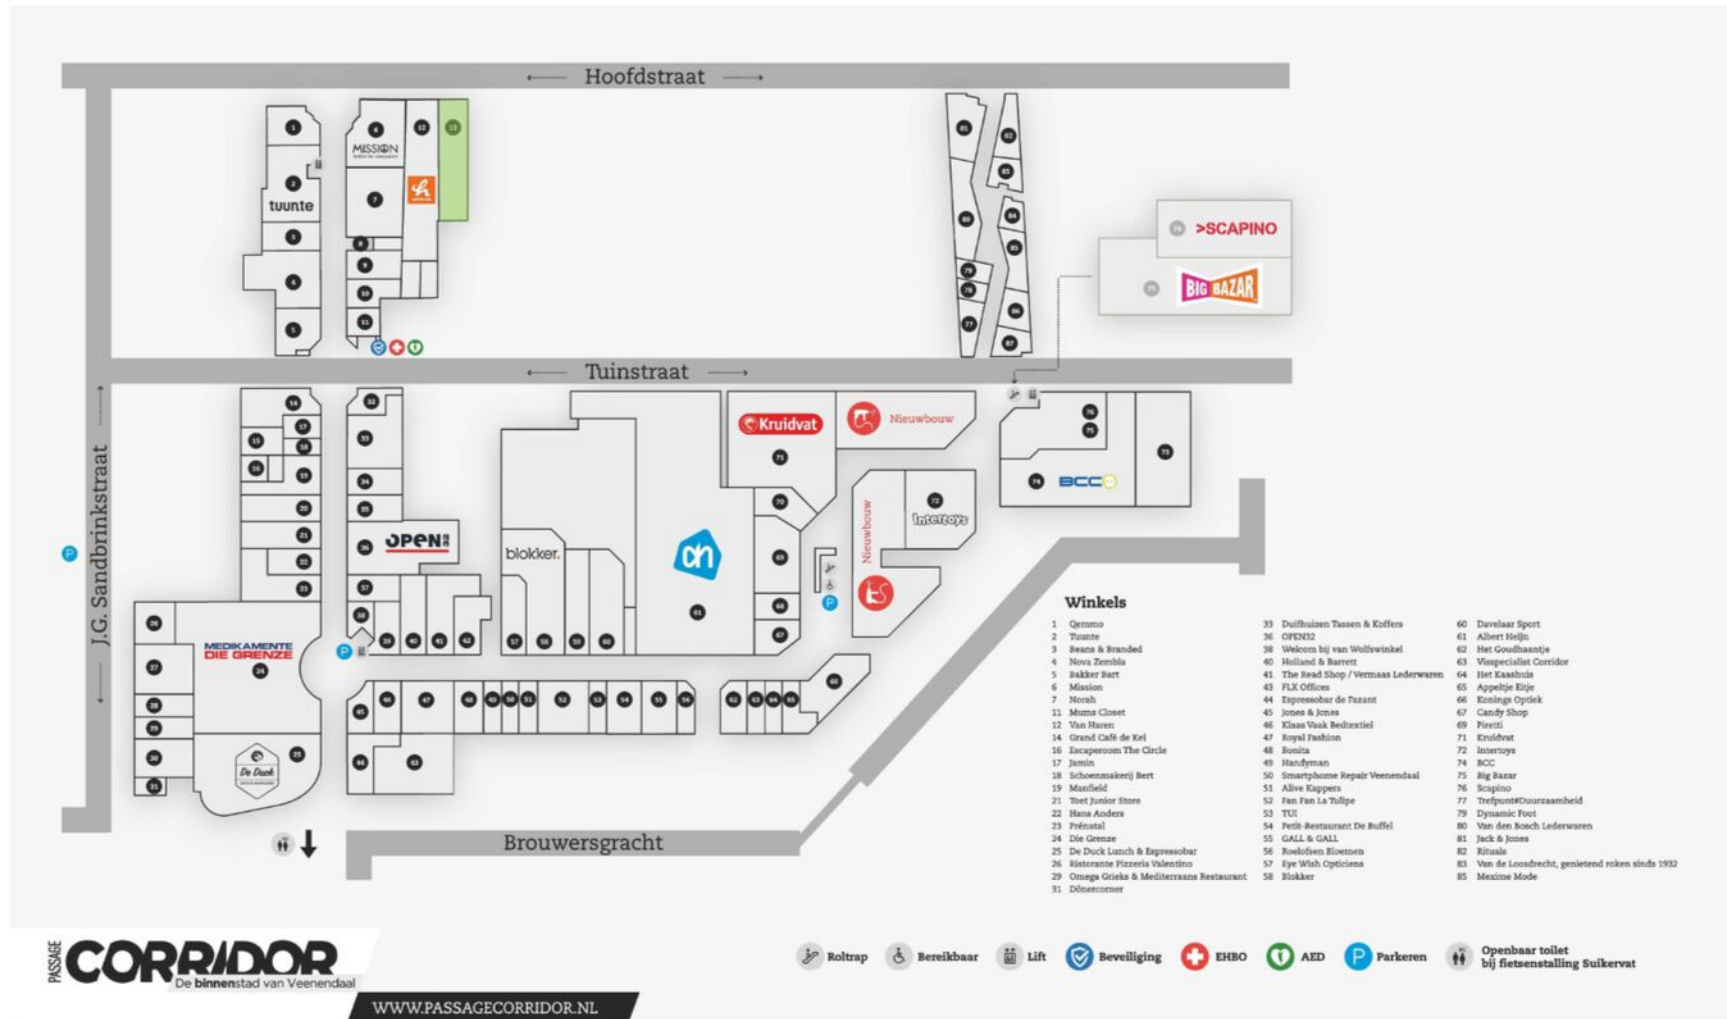 Hoofdstraat
MISSION
tuunte
>SCAPINO
BIG BAZAR
Tuinstraat
J.G. Sandbrinkstraat
Kruidvat
Nieuwbouw
BCC
Intertoys
Nieuwbouw
OPEN32
blokker.
ah
MEDIKAMENTE
DIE GRENZE
De Duck
Brouwersgracht
Winkels
1 Qemmo
2 Tuunte
3 Beans & Branded
4 Nova Zembla
5 Bakker Bart
6 Mission
7 Norah
11 Mums Closet
12 Van Haren
14 Grand Café de Kei
16 Escaperoom The Circle
17 Jamin
18 Schoenmakerij Bert
19 Manfield
21 Toet Junior Store
22 Hans Anders
23 Prénatal
24 Die Grenze
25 De Duck Lunch & Espressobar
26 Ristorante Pizzeria Valentino
29 Omega Grieks & Mediterraans Restaurant
31 Dönercorner
33 Duifhuizen Tassen & Koffers
36 OPEN32
38 Welcom bij van Wolfswinkel
40 Holland & Barrett
41 The Read Shop / Vermaas Lederwaren
43 FLX Offices
44 Espressobar de Fazant
45 Jones & Jones
46 Klaas Vaak Bedtextiel
47 Royal Fashion
48 Bonita
49 Handyman
50 Smartphome Repair Veenendaal
51 Alive Kappers
52 Fan Fan La Tulipe
53 TUI
54 Petit-Restaurant De Buffel
55 GALL & GALL
56 Roelofsen Bloemen
57 Eye Wish Opticiens
58 Blokker
60 Davelaar Sport
61 Albert Heijn
62 Het Goudhaantje
63 Visspecialist Corridor
64 Het Kaashuis
65 Appeltje Eitje
66 Konings Optiek
67 Candy Shop
69 Piretti
71 Kruidvat
72 Intertoys
74 BCC
75 Big Bazar
76 Scapino
77 Trefpunt#Duurzaamheid
79 Dynamic Foot
80 Van den Bosch Lederwaren
81 Jack & Jones
82 Rituals
83 Van de Loosdrecht, genietend roken sinds 1932
85 Mexime Mode
PASSAGE
CORRIDOR
De binnenstad van Veenendaal
WWW.PASSAGECORRIDOR.NL
Roltrap
Bereikbaar
Lift
Beveiliging
EHBO
AED
P Parkeren
Openbaar toilet
bij fietsenstalling Suikervat